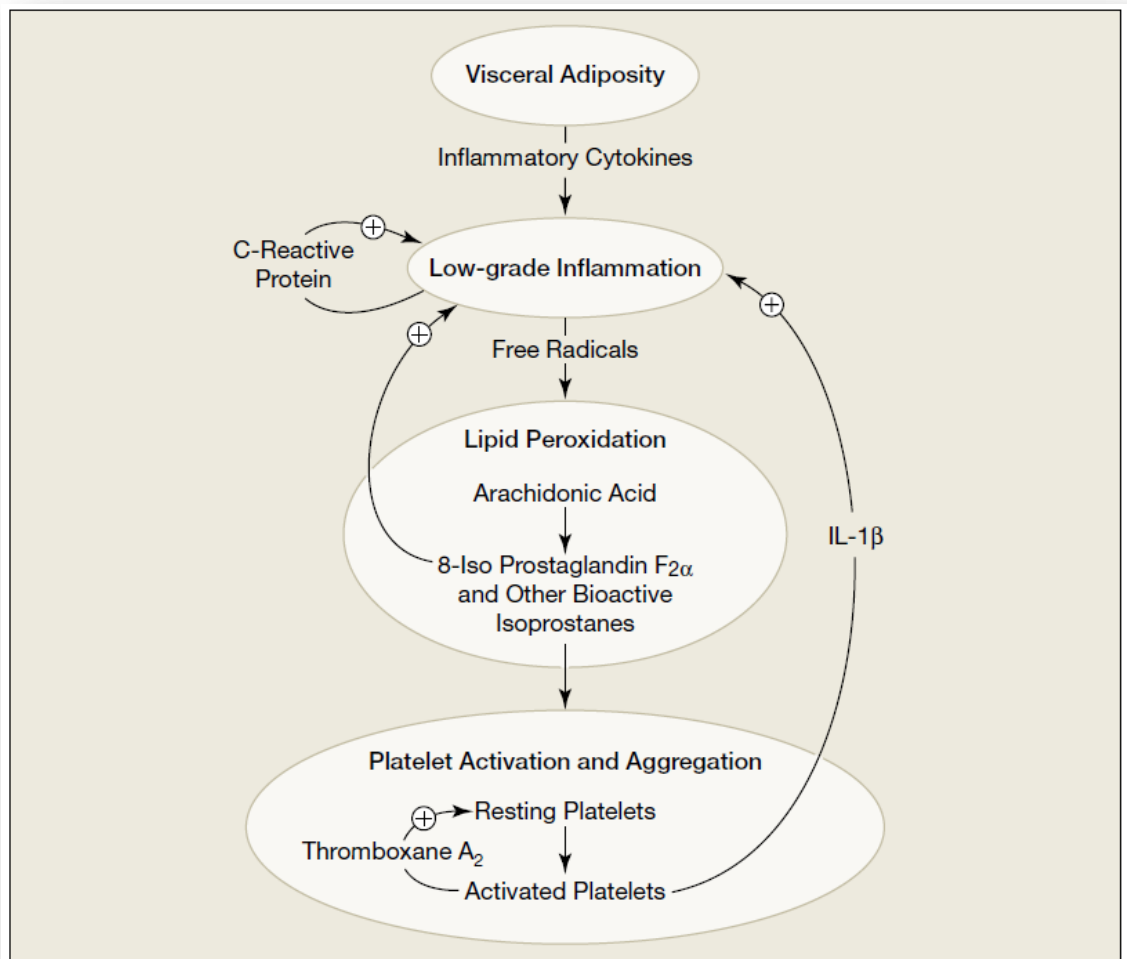 Visceral Adiposity
Inflammatory Cytokines
+
C-Reactive
Protein
Low-grade Inflammation
+
+
Free Radicals
Lipid Peroxidation
Arachidonic Acid
IL-1β
8-Iso Prostaglandin F2α
and Other Bioactive
Isoprostanes
Platelet Activation and Aggregation
+
Resting Platelets
Thromboxane A2
Activated Platelets